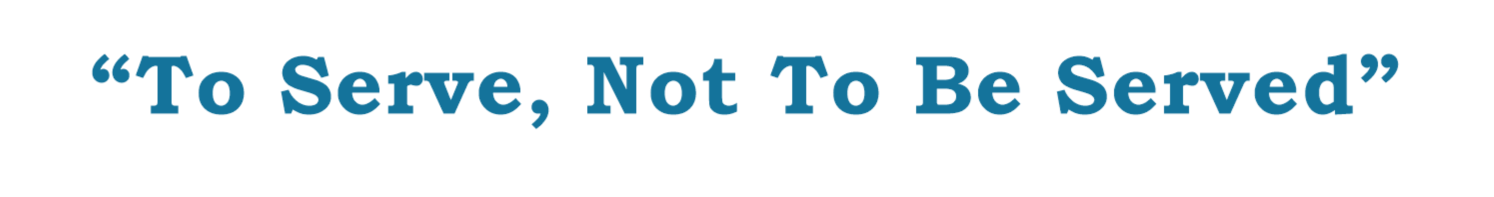 “To Serve, Not To Be Served”